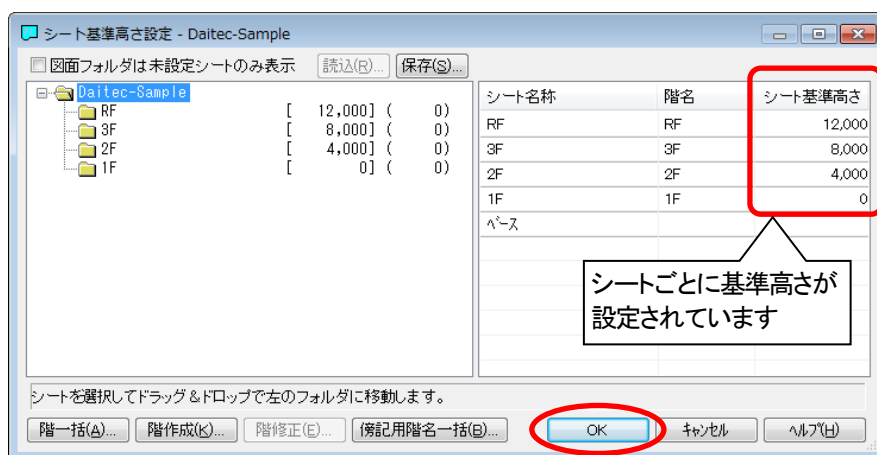 シート基準高さ設定 - Daitec-Sample
図面フォルダは未設定シートのみ表示 読込(R)... 保存(S)...
Daitec-Sample
RF [ 12,000] ( 0)
3F [ 8,000] ( 0)
2F [ 4,000] ( 0)
1F [ 0] ( 0)
シート名称 階名 シート基準高さ
RF RF 12,000
3F 3F 8,000
2F 2F 4,000
1F 1F 0
ﾍﾞｰｽ
シートごとに基準高さが
設定されています
シートを選択してドラッグ＆ドロップで左のフォルダに移動します。
階一括(A)... 階作成(K)... 階修正(E)... 傍記用階名一括(B)... OK ｷｬﾝｾﾙ ﾍﾙﾌﾟ(H)